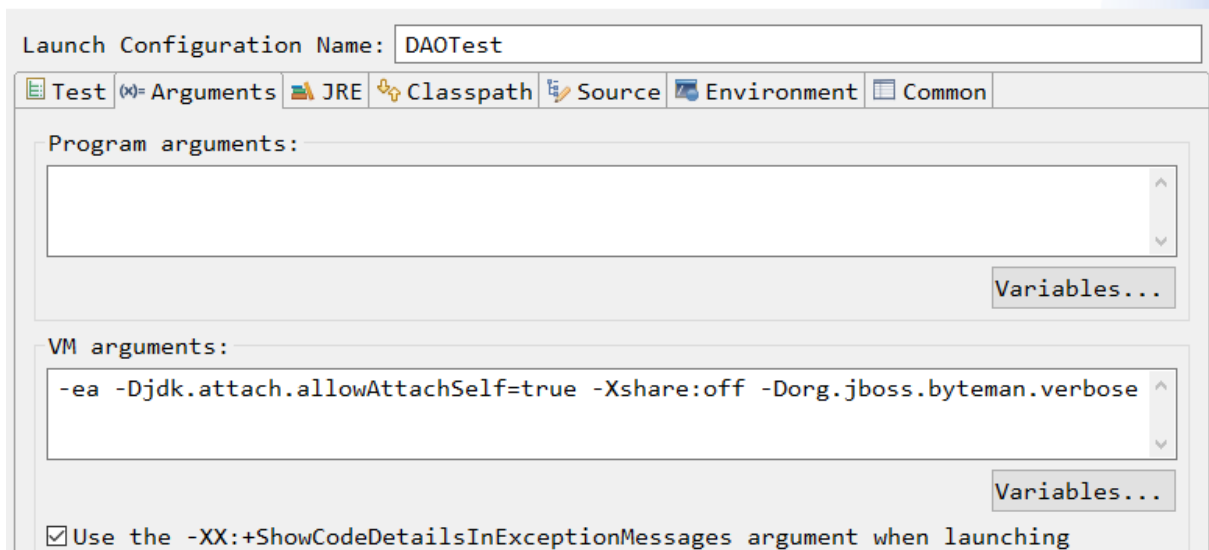 Launch Configuration Name: DAOTest
Test (x)= Arguments JRE Classpath Source Environment Common
Program arguments:
Variables...
VM arguments:
-ea -Djdk.attach.allowAttachSelf=true -Xshare:off -Dorg.jboss.byteman.verbose
Variables...
Use the -XX:+ShowCodeDetailsInExceptionMessages argument when launching